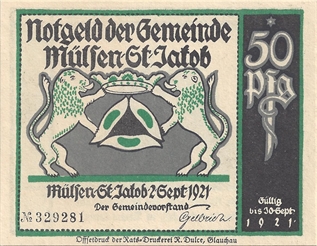 Notgeld der Gemeinde
Mülsen-St-Jakob
50
Pfg
Mülsen-St. Jakob 2. Sept 1921
Der Gemeindevorstand
№ 329281
Gültig
bis 30 Sept.
1921
Offsetdruck der Rats-Druckerei R. Dulce, Glauchau